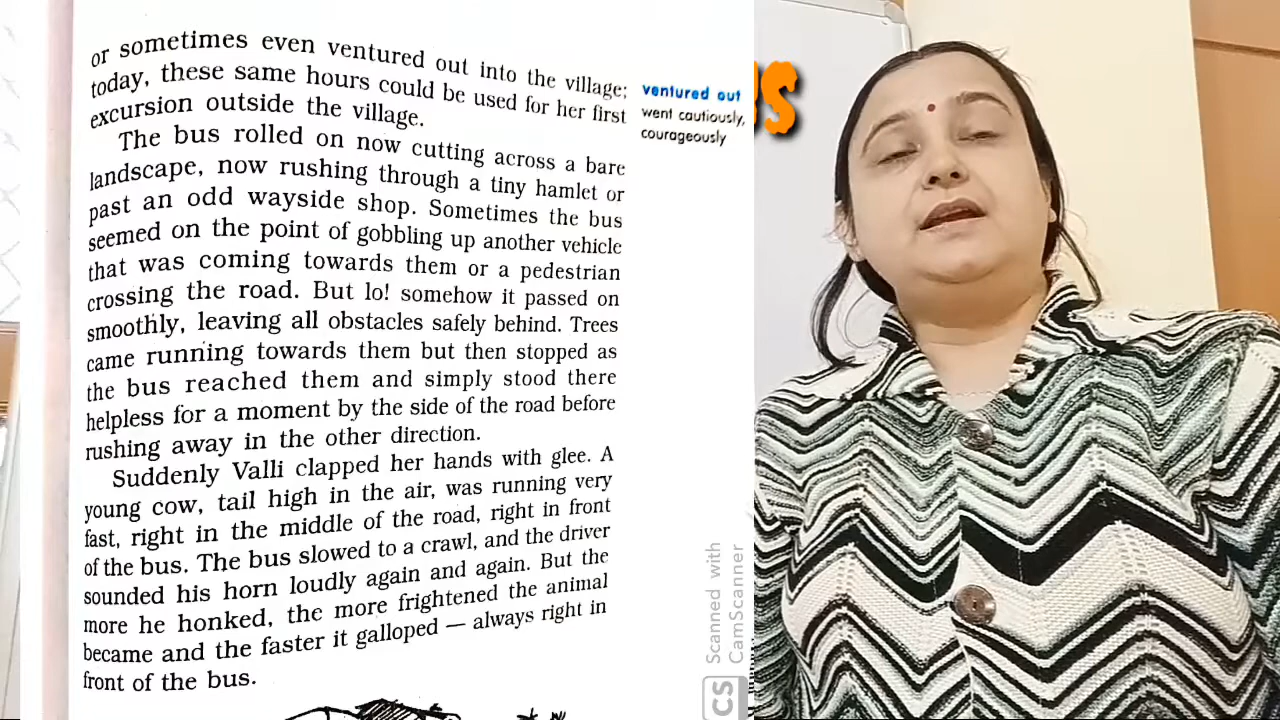 or sometimes even ventured out into the village;
today, these same hours could be used for her first
excursion outside the village.
The bus rolled on now cutting across a bare
landscape, now rushing through a tiny hamlet or
past an odd wayside shop. Sometimes the bus
seemed on the point of gobbling up another vehicle
that was coming towards them or a pedestrian
crossing the road. But lo! somehow it passed on
smoothly, leaving all obstacles safely behind. Trees
came running towards them but then stopped as
the bus reached them and simply stood there
helpless for a moment by the side of the road before
rushing away in the other direction.
Suddenly Valli clapped her hands with glee. A
young cow, tail high in the air, was running very
fast, right in the middle of the road, right in front
of the bus. The bus slowed to a crawl, and the driver
sounded his horn loudly again and again. But the
more he honked, the more frightened the animal
became and the faster it galloped — always right in
front of the bus.
ventured out
went cautiously,
courageously
CS
Scanned with
CamScanner